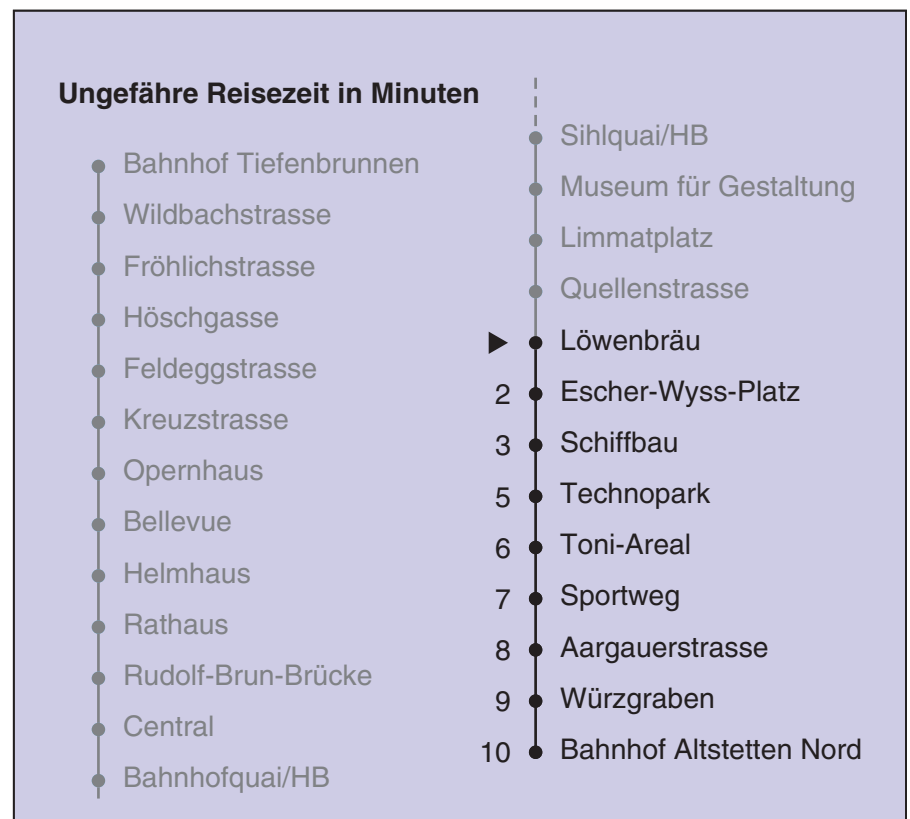 Ungefähre Reisezeit in Minuten
Bahnhof Tiefenbrunnen
Wildbachstrasse
Fröhlichstrasse
Höschgasse
Feldeggstrasse
Kreuzstrasse
Opernhaus
Bellevue
Helmhaus
Rathaus
Rudolf-Brun-Brücke
Central
Bahnhofquai/HB
Sihlquai/HB
Museum für Gestaltung
Limmatplatz
Quellenstrasse
Löwenbräu
2 Escher-Wyss-Platz
3 Schiffbau
5 Technopark
6 Toni-Areal
7 Sportweg
8 Aargauerstrasse
9 Würzgraben
10 Bahnhof Altstetten Nord